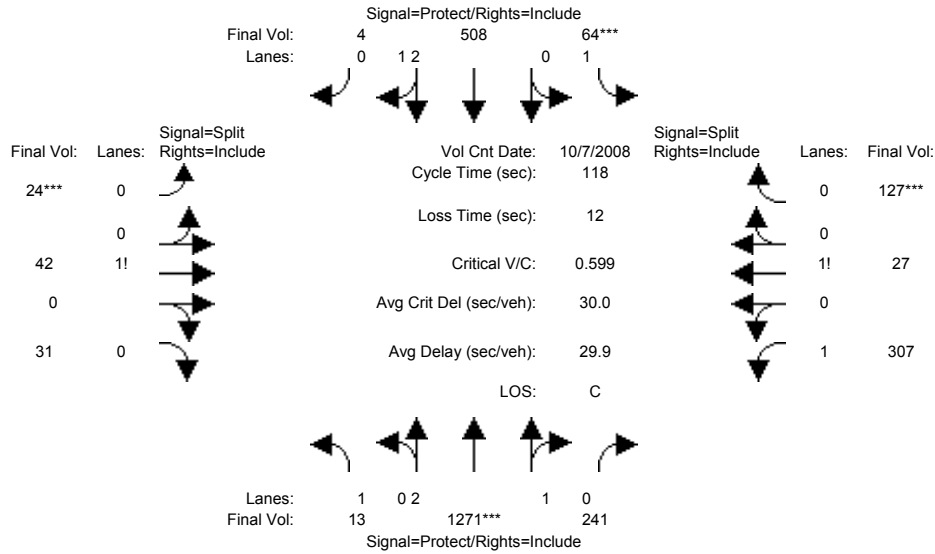 Signal=Protect/Rights=Include
Final Vol: 4 508 64***
Lanes: 0 1 2 0 1
Signal=Split Signal=Split
Final Vol: Lanes: Rights=Include Vol Cnt Date: 10/7/2008 Rights=Include Lanes: Final Vol:
Cycle Time (sec): 118
24*** 0 0 127***
Loss Time (sec): 12
0 0
42 1! Critical V/C: 0.599 1! 27
0 0 Avg Crit Del (sec/veh): 30.0 0
31 0 Avg Delay (sec/veh): 29.9 1 307
LOS: C
Lanes: 1 0 2 1 0
Final Vol: 13 1271*** 241
Signal=Protect/Rights=Include